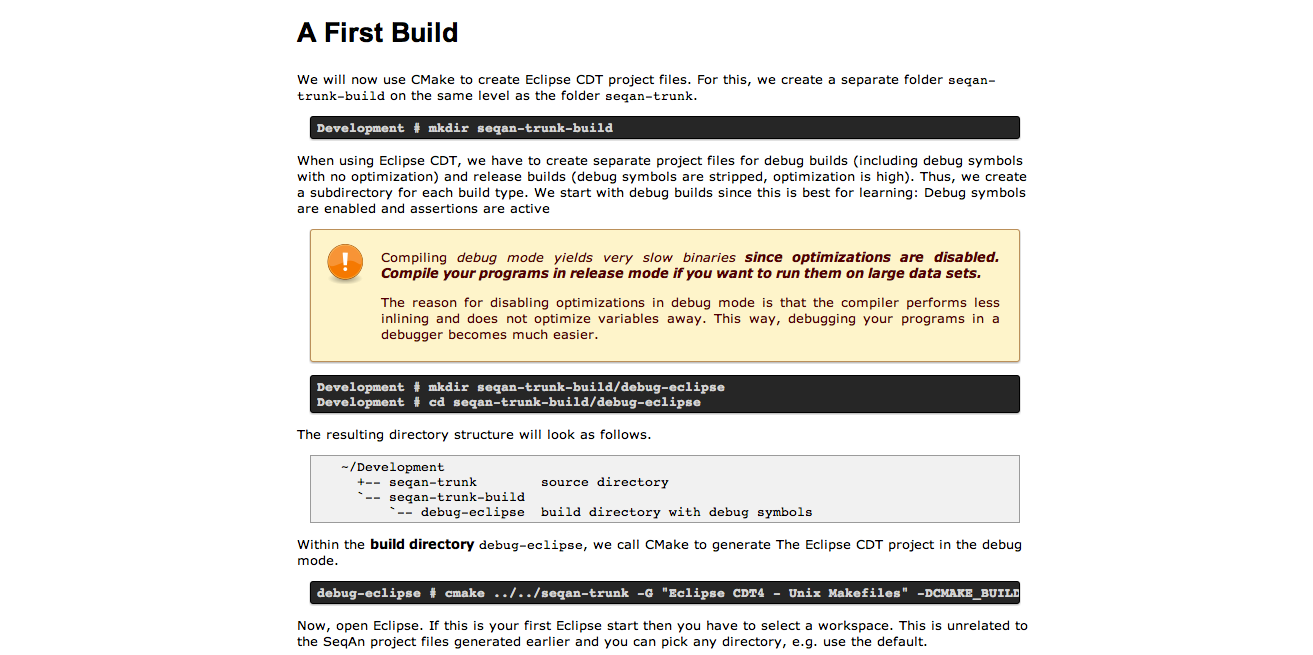 A First Build
We will now use CMake to create Eclipse CDT project files. For this, we create a separate folder seqan-
trunk-build on the same level as the folder seqan-trunk.
Development # mkdir seqan-trunk-build
When using Eclipse CDT, we have to create separate project files for debug builds (including debug symbols
with no optimization) and release builds (debug symbols are stripped, optimization is high). Thus, we create
a subdirectory for each build type. We start with debug builds since this is best for learning: Debug symbols
are enabled and assertions are active
Compiling debug mode yields very slow binaries since optimizations are disabled.
Compile your programs in release mode if you want to run them on large data sets.
The reason for disabling optimizations in debug mode is that the compiler performs less
inlining and does not optimize variables away. This way, debugging your programs in a
debugger becomes much easier.
Development # mkdir seqan-trunk-build/debug-eclipse
Development # cd seqan-trunk-build/debug-eclipse
The resulting directory structure will look as follows.
~/Development
+-- seqan-trunk        source directory
`-- seqan-trunk-build
`-- debug-eclipse  build directory with debug symbols
Within the build directory debug-eclipse, we call CMake to generate The Eclipse CDT project in the debug
mode.
debug-eclipse # cmake ../../seqan-trunk -G "Eclipse CDT4 - Unix Makefiles" -DCMAKE_BUILD
Now, open Eclipse. If this is your first Eclipse start then you have to select a workspace. This is unrelated to
the SeqAn project files generated earlier and you can pick any directory, e.g. use the default.